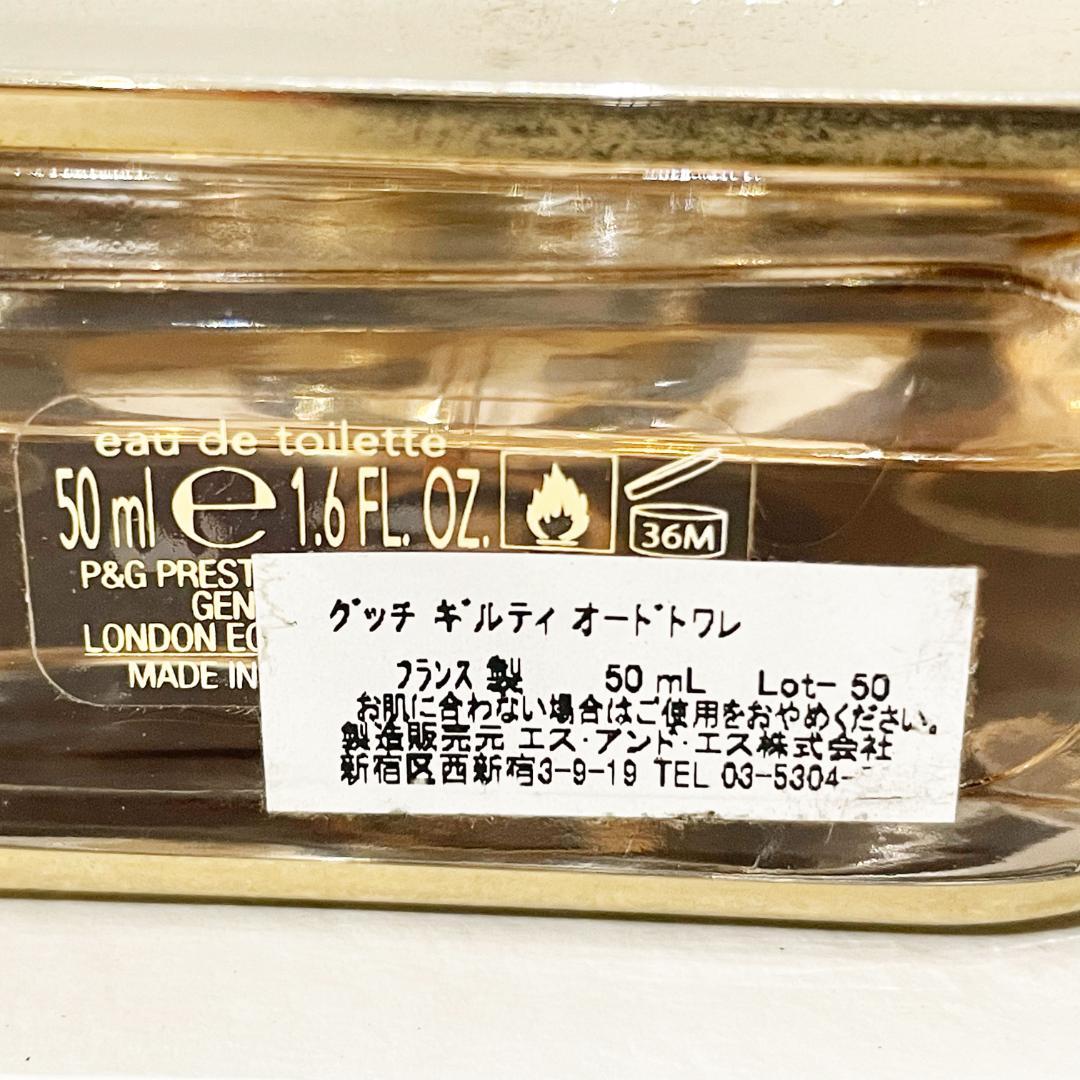 eau de toilette
50 ml e 1.6 FL. OZ.
36M
P&G PREST
GEN
LONDON EC
MADE IN
グッチ ギルティ オードトワレ
フランス製 50 mL Lot- 50
お肌に合わない場合はご使用をおやめください。
製造販売元 エス・アンド・エス株式会社
新宿区西新宿3-9-19 TEL 03-5304-